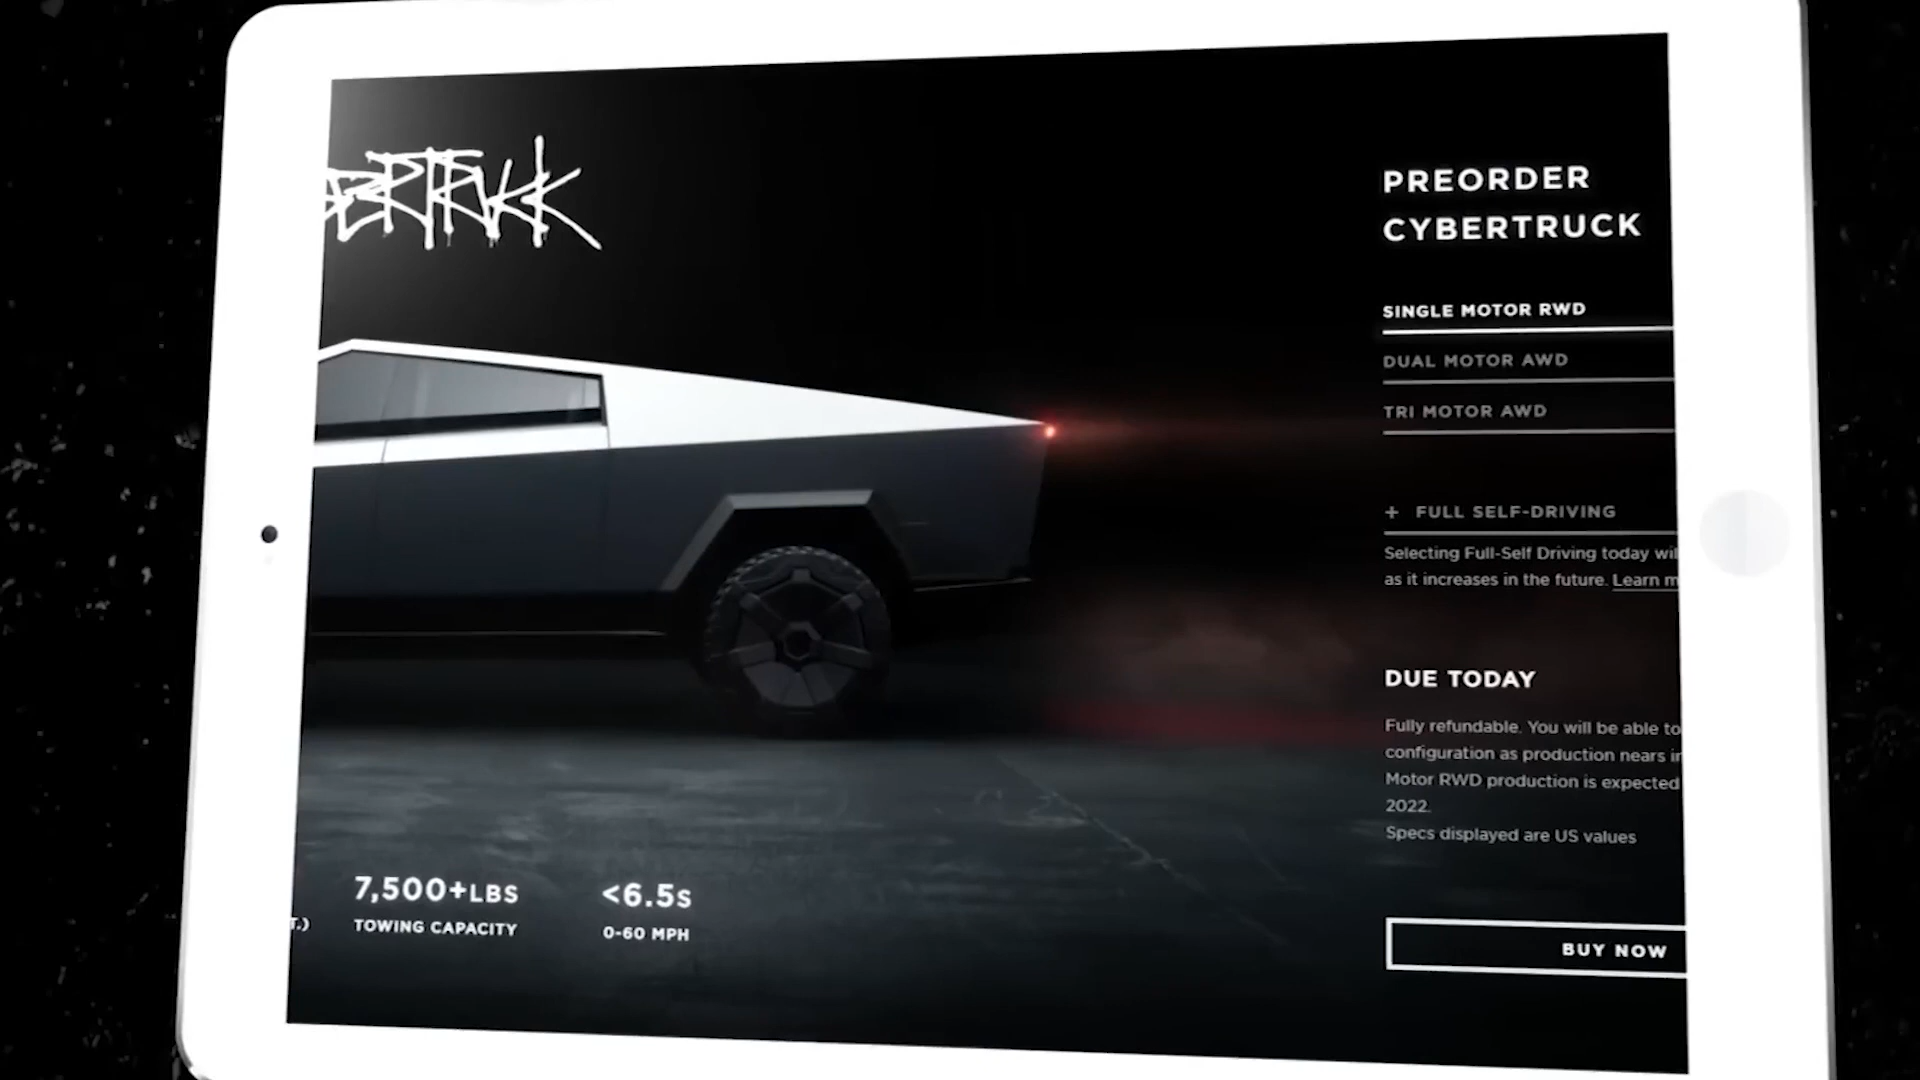 PREORDER
CYBERTRUCK
SINGLE MOTOR RWD
DUAL MOTOR AWD
TRI MOTOR AWD
+ FULL SELF-DRIVING
Selecting Full-Self Driving today
as it increases in the future. Learn
DUE TODAY
Fully refundable. You will be able to
configuration as production nears
Motor RWD production is expected
2022.
Specs displayed are US values
7,500+LBS
TOWING CAPACITY
<6.5s
0-60 MPH
BUY NOW